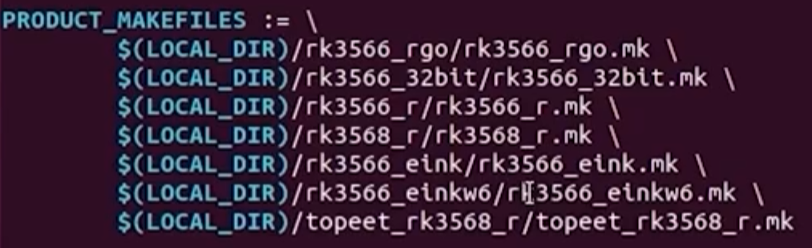 PRODUCT_MAKEFILES := \
        $(LOCAL_DIR)/rk3566_rgo/rk3566_rgo.mk \
        $(LOCAL_DIR)/rk3566_32bit/rk3566_32bit.mk \
        $(LOCAL_DIR)/rk3566_r/rk3566_r.mk \
        $(LOCAL_DIR)/rk3568_r/rk3568_r.mk \
        $(LOCAL_DIR)/rk3566_eink/rk3566_eink.mk \
        $(LOCAL_DIR)/rk3566_einkw6/rk3566_einkw6.mk \
        $(LOCAL_DIR)/topeet_rk3568_r/topeet_rk3568_r.mk